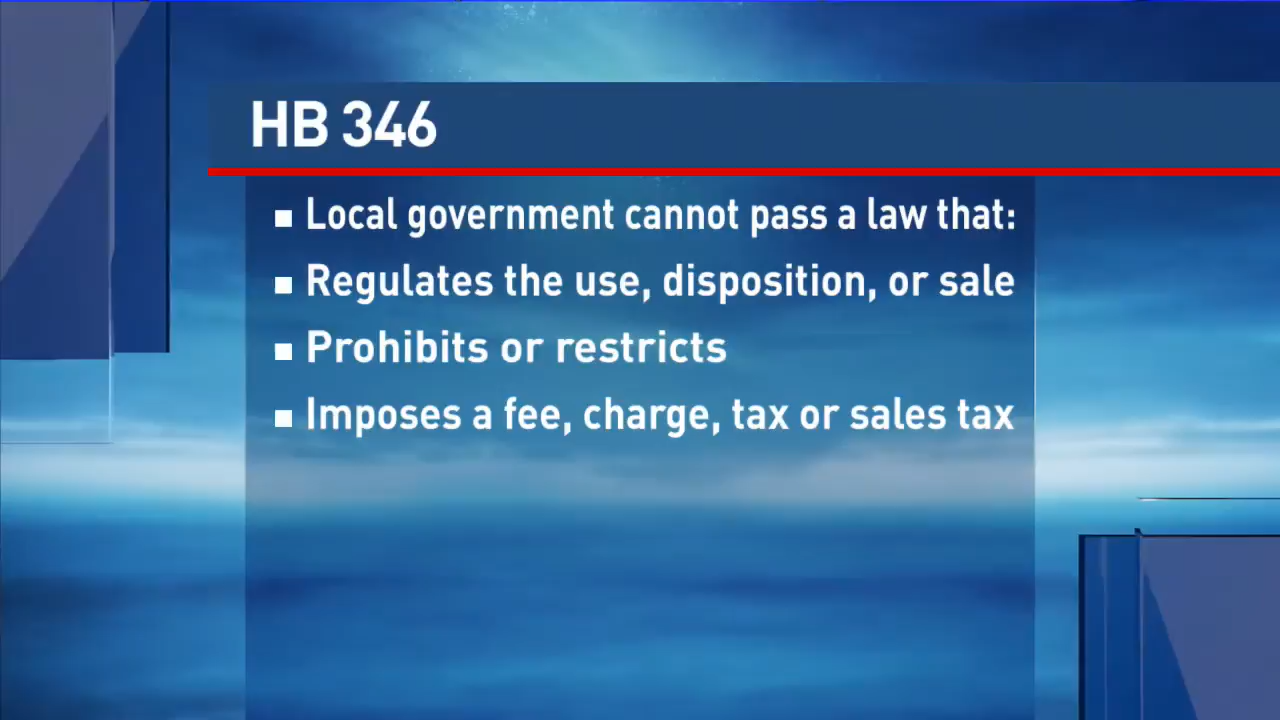 HB 346
▪ Local government cannot pass a law that:
▪ Regulates the use, disposition, or sale
▪ Prohibits or restricts
▪ Imposes a fee, charge, tax or sales tax